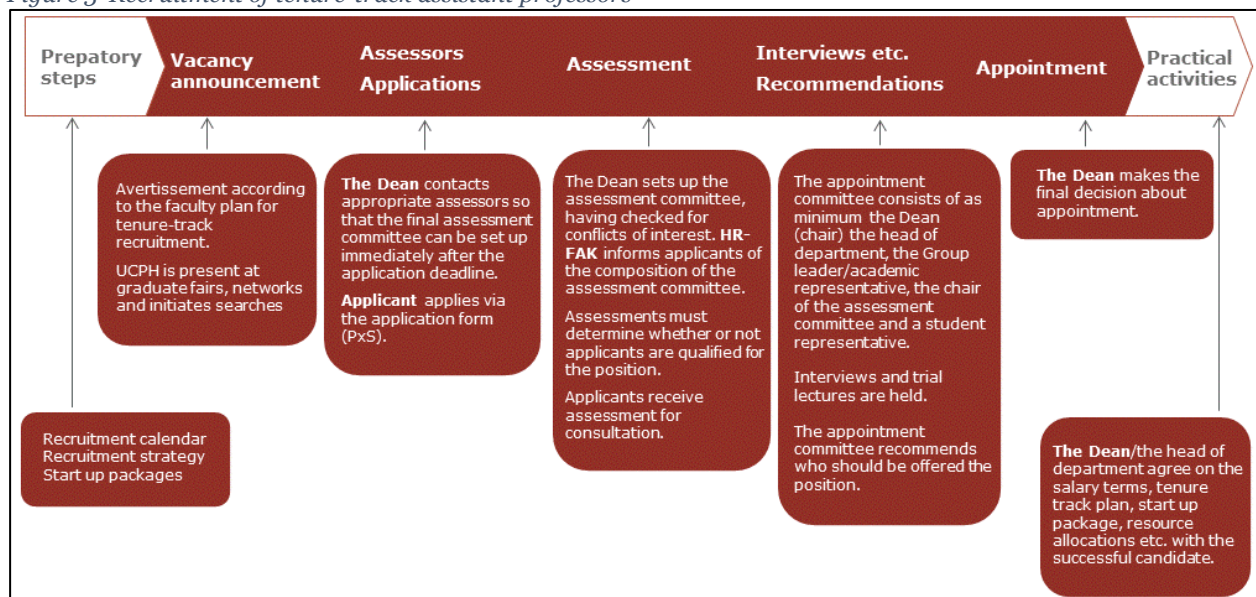 Figure 3 Recruitment of tenure-track assistant professors
Prepatory
steps
Vacancy
announcement
Assessors
Applications
Assessment
Interviews etc.
Recommendations
Appointment
Practical
activities
Avertissement according
to the faculty plan for
tenure-track
recruitment.
UCPH is present at
graduate fairs, networks
and initiates searches
The Dean contacts
appropriate assessors so
that the final assessment
committee can be set up
immediately after the
application deadline.
Applicant applies via
the application form
(PxS).
The Dean sets up the
assessment committee,
having checked for
conflicts of interest. HR-
FAK informs applicants
of the composition of the
assessment committee.
Assessments must
determine whether or not
applicants are qualified for
the position.
Applicants receive
assessment for
consultation.
The appointment
committee consists of as
minimum the Dean
(chair) the head of
department, the Group
leader/academic
representative, the chair
of the assessment
committee and a student
representative.
Interviews and trial
lectures are held.
The appointment
committee recommends
who should be offered the
position.
The Dean makes the
final decision about
appointment.
Recruitment calendar
Recruitment strategy
Start up packages
The Dean/the head of
department agree on the
salary terms, tenure
track plan, start up
package, resource
allocations etc. with the
successful candidate.